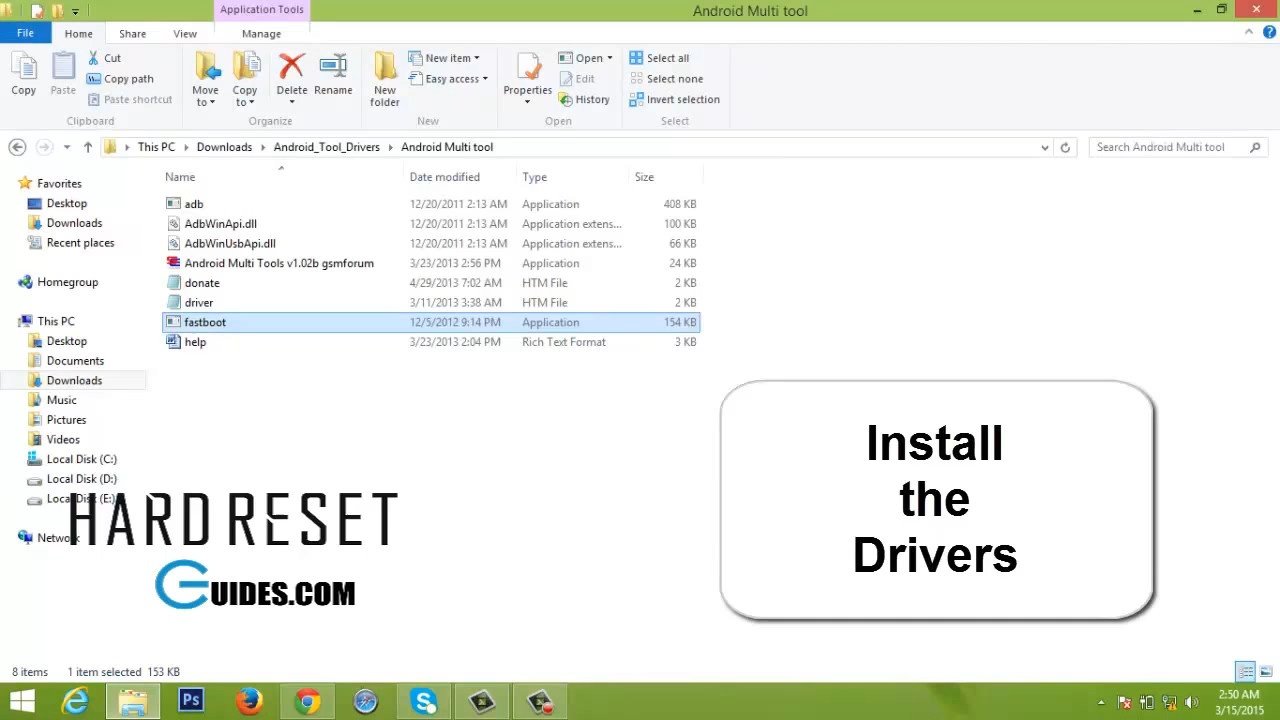 Application Tools
Android Multi tool
File Home Share View Manage
Copy
Paste
Cut
Copy path
Paste shortcut
Clipboard
Move to
Copy to
Delete
Rename
Organize
New folder
New item
Easy access
New
Properties
Open
Edit
History
Open
Select all
Select none
Invert selection
Select
This PC Downloads Android_Tool_Drivers Android Multi tool
Search Android Multi tool
Favorites
Desktop
Downloads
Recent places
Homegroup
This PC
Desktop
Documents
Downloads
Music
Pictures
Videos
Local Disk (C:)
Local Disk (D:)
Local Disk (E:)
Network
Name Date modified Type Size
adb 12/20/2011 2:13 AM Application 408 KB
AdbWinApi.dll 12/20/2011 2:13 AM Application extens... 100 KB
AdbWinUsbApi.dll 12/20/2011 2:13 AM Application extens... 66 KB
Android Multi Tools v1.02b gsmforum 3/23/2013 2:56 PM Application 24 KB
donate 4/29/2013 7:02 AM HTM File 2 KB
driver 3/11/2013 3:38 AM HTM File 2 KB
fastboot 12/5/2012 9:14 PM Application 154 KB
help 3/23/2013 2:04 PM Rich Text Format 3 KB
Install
the
Drivers
HARD RESET
GUIDES.COM
8 items 1 item selected 153 KB
Ps
2:50 AM
3/15/2015